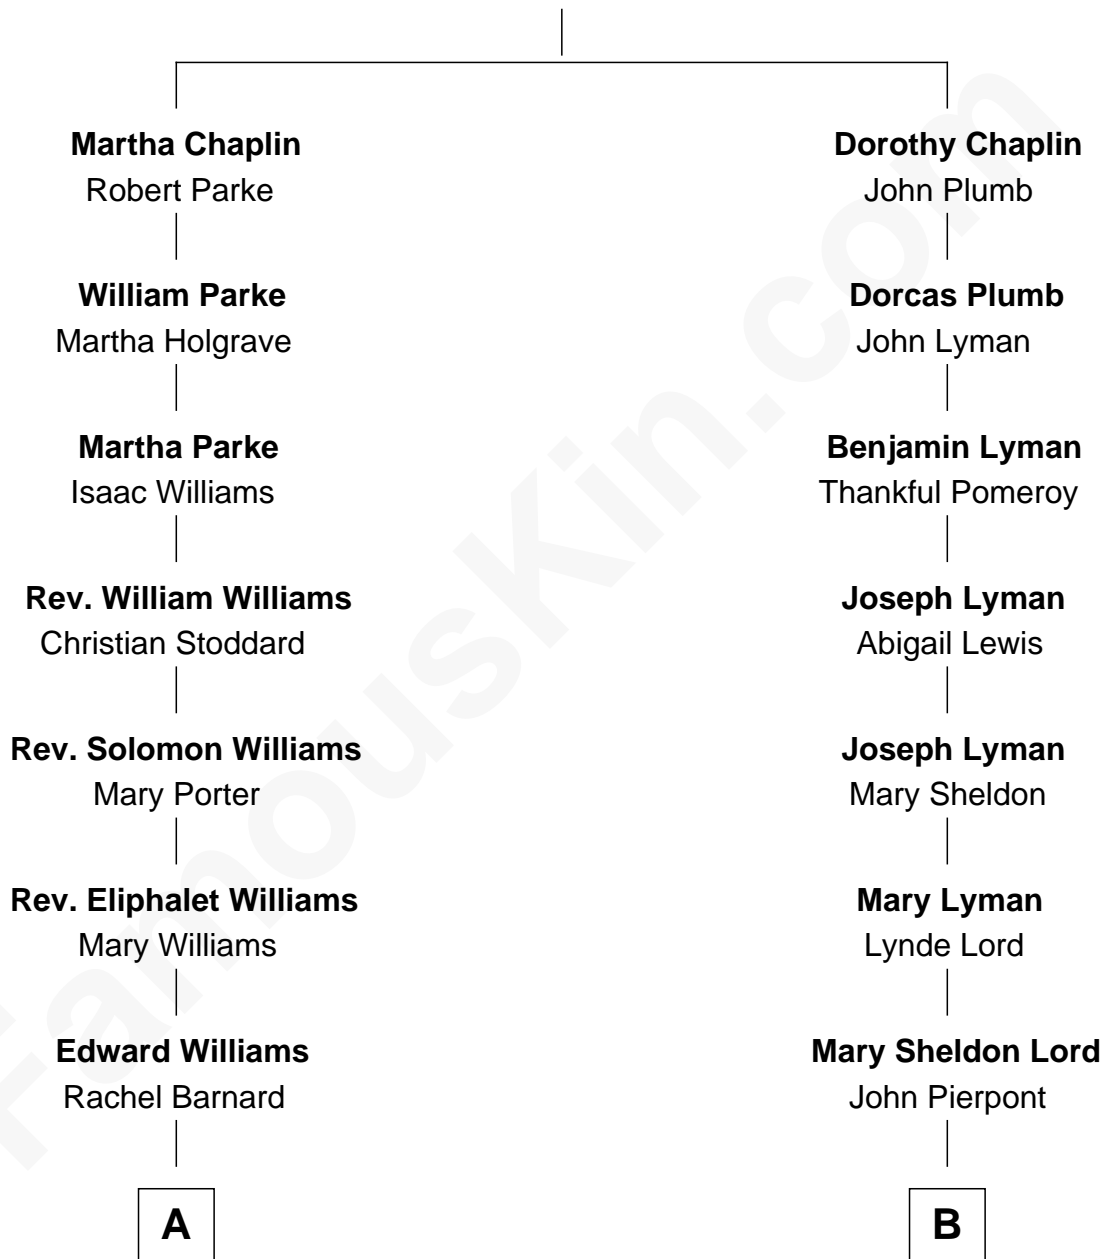 Martha Chaplin
Robert Parke
William Parke
Martha Holgrave
Martha Parke
Isaac Williams
Rev. William Williams
Christian Stoddard
Rev. Solomon Williams
Mary Porter
Rev. Eliphalet Williams
Mary Williams
Edward Williams
Rachel Barnard
A
Dorothy Chaplin
John Plumb
Dorcas Plumb
John Lyman
Benjamin Lyman
Thankful Pomeroy
Joseph Lyman
Abigail Lewis
Joseph Lyman
Mary Sheldon
Mary Lyman
Lynde Lord
Mary Sheldon Lord
John Pierpont
B
FamousKin.com